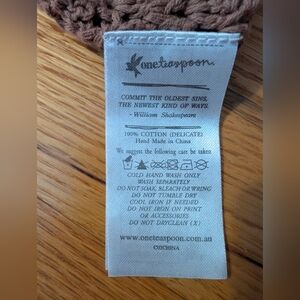 oneteaspoon
COMMIT THE OLDEST SINS,
THE NEWEST KIND OF WAYS.
- William Shakespeare
100% COTTON (DELICATE)
Hand Made in China
We suggest the following care be taken
COLD HAND WASH ONLY
WASH SEPARATELY
DO NOT SOAK, BLEACH OR WRING
DO NOT TUMBLE DRY
COOL IRON IF NEEDED
DO NOT IRON ON PRINT
OR ACCESSORIES
DO NOT DRYCLEAN (X)
www.oneteaspoon.com.au